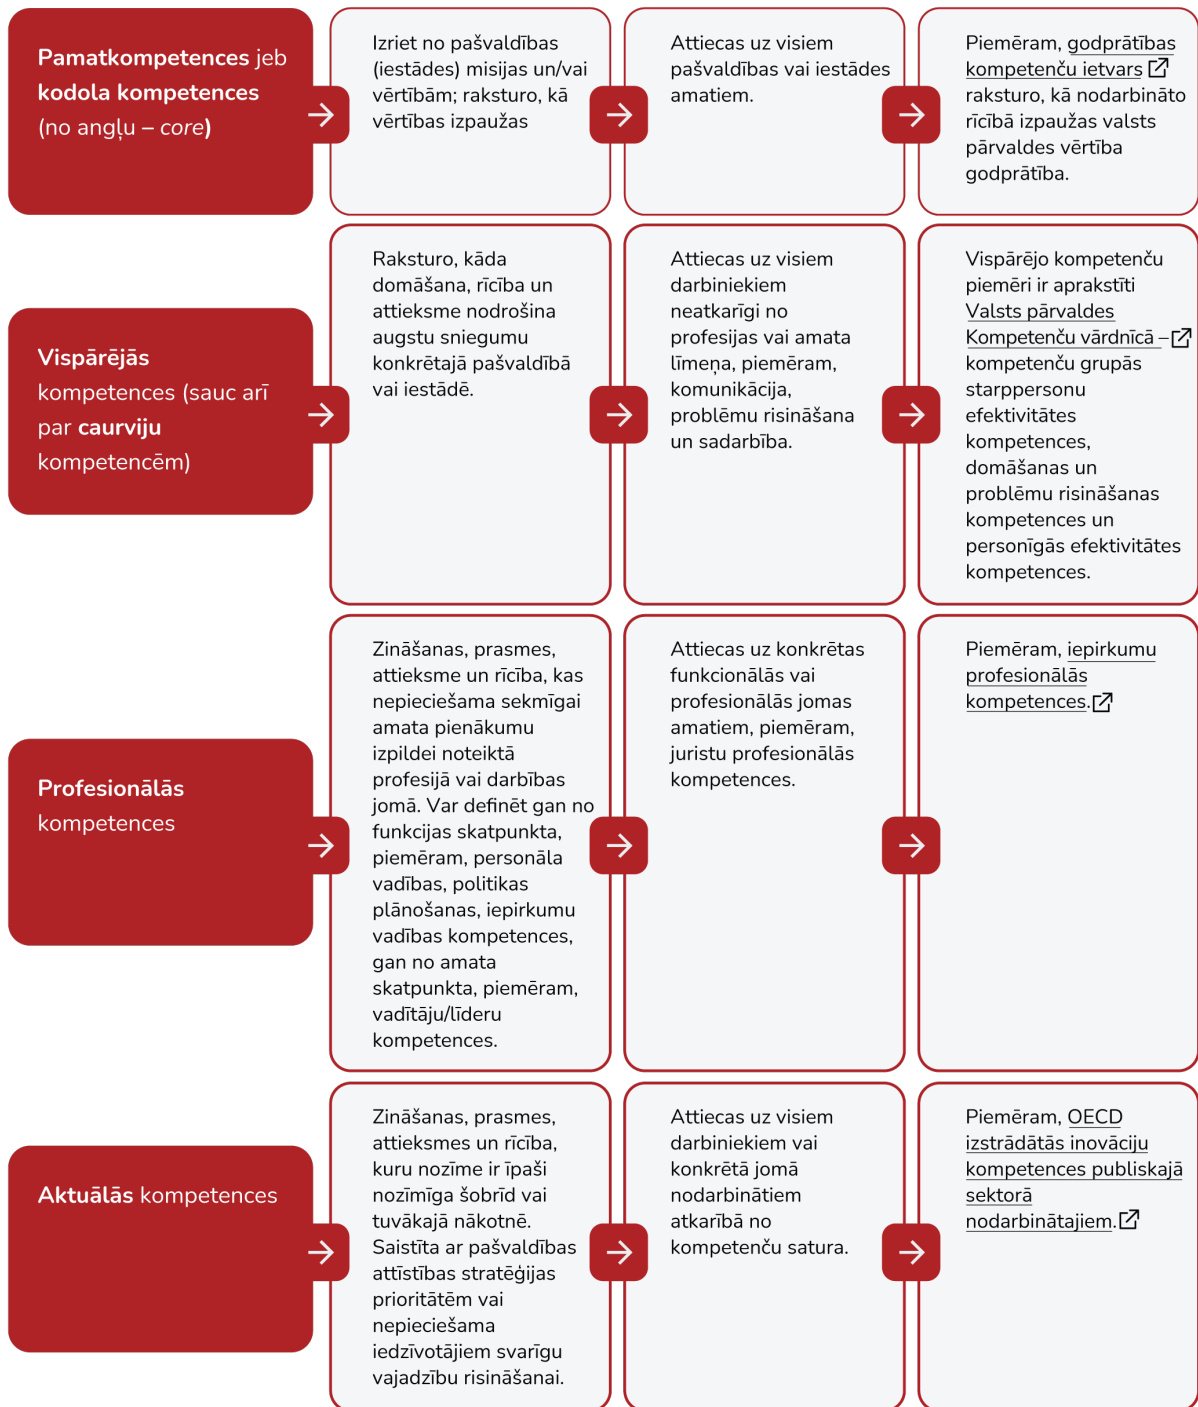 Pamatkompetences jeb
kodola kompetences
(no angļu – core)
Izriet no pašvaldības
(iestādes) misijas un/vai
vērtībām; raksturo, kā
vērtības izpaužas
Attiecas uz visiem
pašvaldības vai iestādes
amatiem.
Piemēram, godprātības
kompetenču ietvars
raksturo, kā nodarbināto
rīcībā izpaužas valsts
pārvaldes vērtība
godprātība.
Vispārējās
kompetences (sauc arī
par caurviju
kompetencēm)
Raksturo, kāda
domāšana, rīcība un
attieksme nodrošina
augstu sniegumu
konkrētajā pašvaldībā
vai iestādē.
Attiecas uz visiem
darbiniekiem
neatkarīgi no
profesijas vai amata
līmeņa, piemēram,
komunikācija,
problēmu risināšana
un sadarbība.
Vispārējo kompetenču
piemēri ir aprakstīti
Valsts pārvaldes
Kompetenču vārdnīcā –
kompetenču grupās
starppersonu
efektivitātes
kompetences,
domāšanas un
problēmu risināšanas
kompetences un
personīgās efektivitātes
kompetences.
Profesionālās
kompetences
Zināšanas, prasmes,
attieksme un rīcība, kas
nepieciešama sekmīgai
amata pienākumu
izpildei noteiktā
profesijā vai darbības
jomā. Var definēt gan no
funkcijas skatpunkta,
piemēram, personāla
vadības, politikas
plānošanas, iepirkumu
vadības kompetences,
gan no amata
skatpunkta, piemēram,
vadītāju/līderu
kompetences.
Attiecas uz konkrētas
funkcionālās vai
profesionālās jomas
amatiem, piemēram,
juristu profesionālās
kompetences.
Piemēram, iepirkumu
profesionālās
kompetences.
Aktuālās kompetences
Zināšanas, prasmes,
attieksmes un rīcība,
kuru nozīme ir īpaši
nozīmīga šobrīd vai
tuvākajā nākotnē.
Saistīta ar pašvaldības
attīstības stratēģijas
prioritātēm vai
nepieciešama
iedzīvotājiem svarīgu
vajadzību risināšanai.
Attiecas uz visiem
darbiniekiem vai
konkrētā jomā
nodarbinātiem
atkarībā no
kompetenču satura.
Piemēram, OECD
izstrādātās inovāciju
kompetences publiskajā
sektorā
nodarbinātajiem.